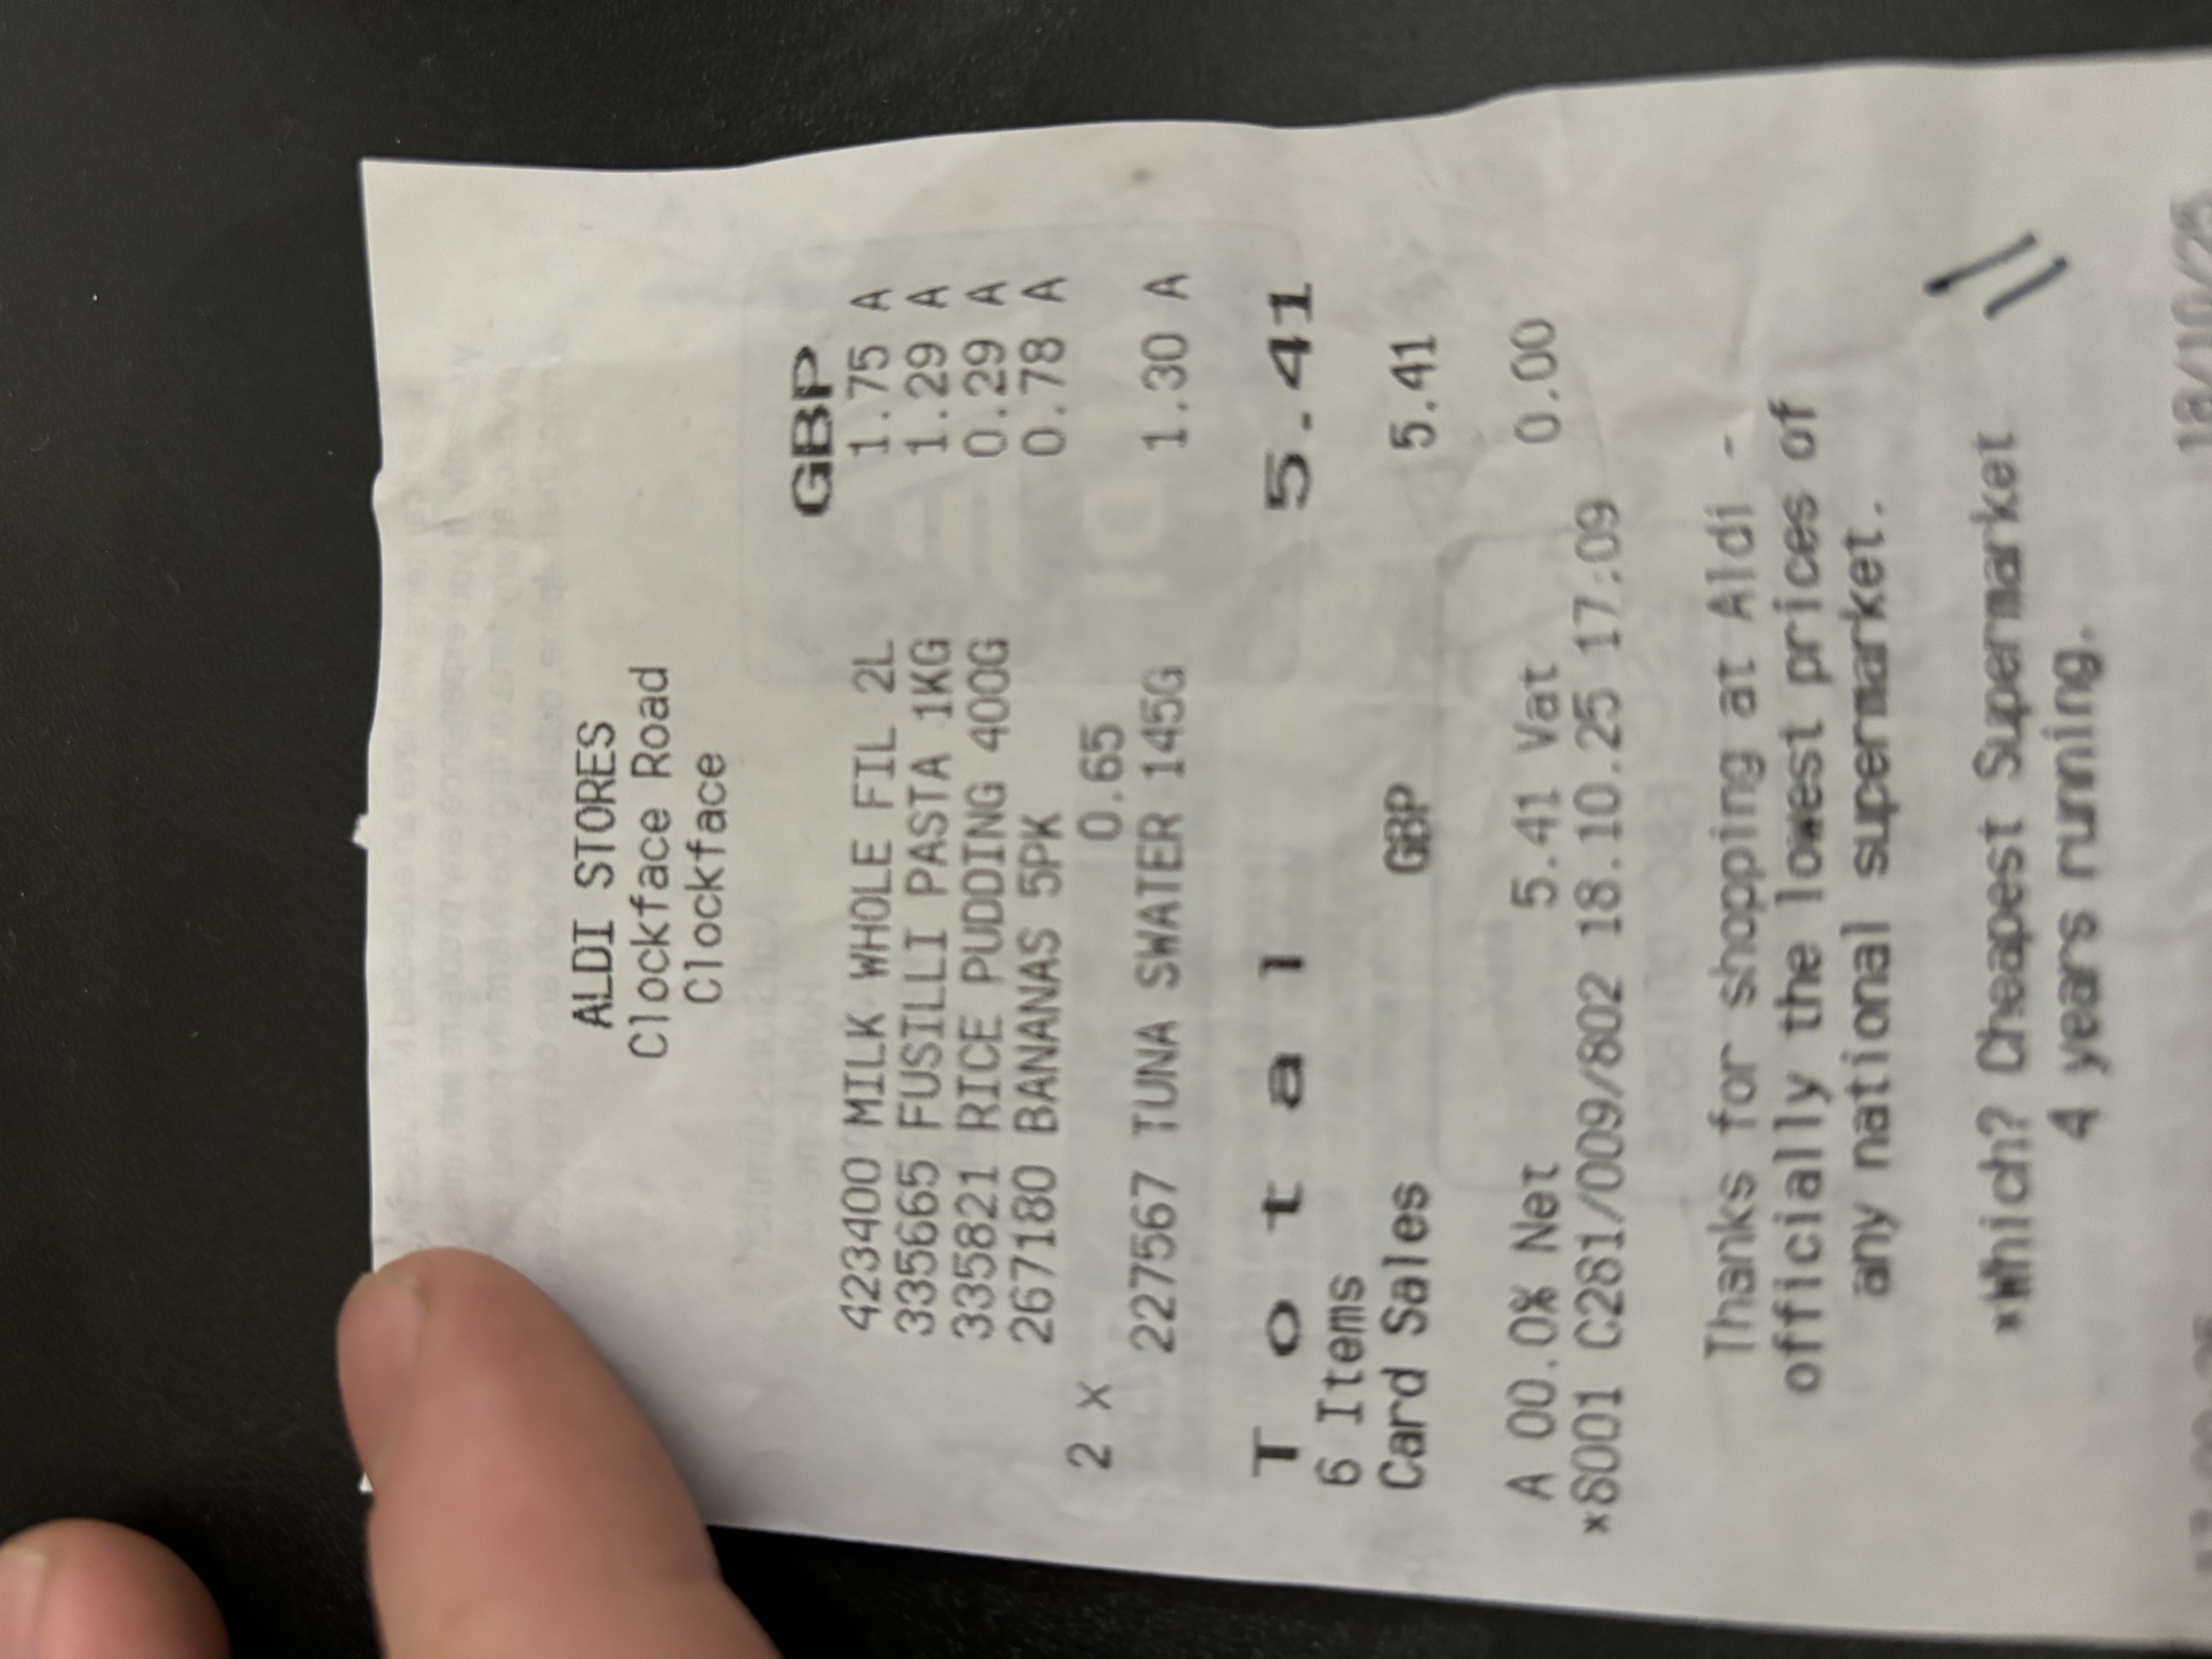 ALDI STORES
Clockface Road
Clockface
GBP
423400 MILK WHOLE FIL 2L 1.75 A
335665 FUSILLI PASTA 1KG 1.29 A
335821 RICE PUDDING 400G 0.29 A
267180 BANANAS 5PK 0.78 A
2 x 0.65
227567 TUNA SWATER 145G 1.30 A
Total 5.41
6 Items
Card Sales GBP 5.41
A 00.0% Net 5.41 Vat 0.00
*8001 C281/009/802 18.10.25 17:09
Thanks for shopping at Aldi -
officially the lowest prices of
any national supermarket.
*Which? Cheapest Supermarket
4 years running.
18/10/25